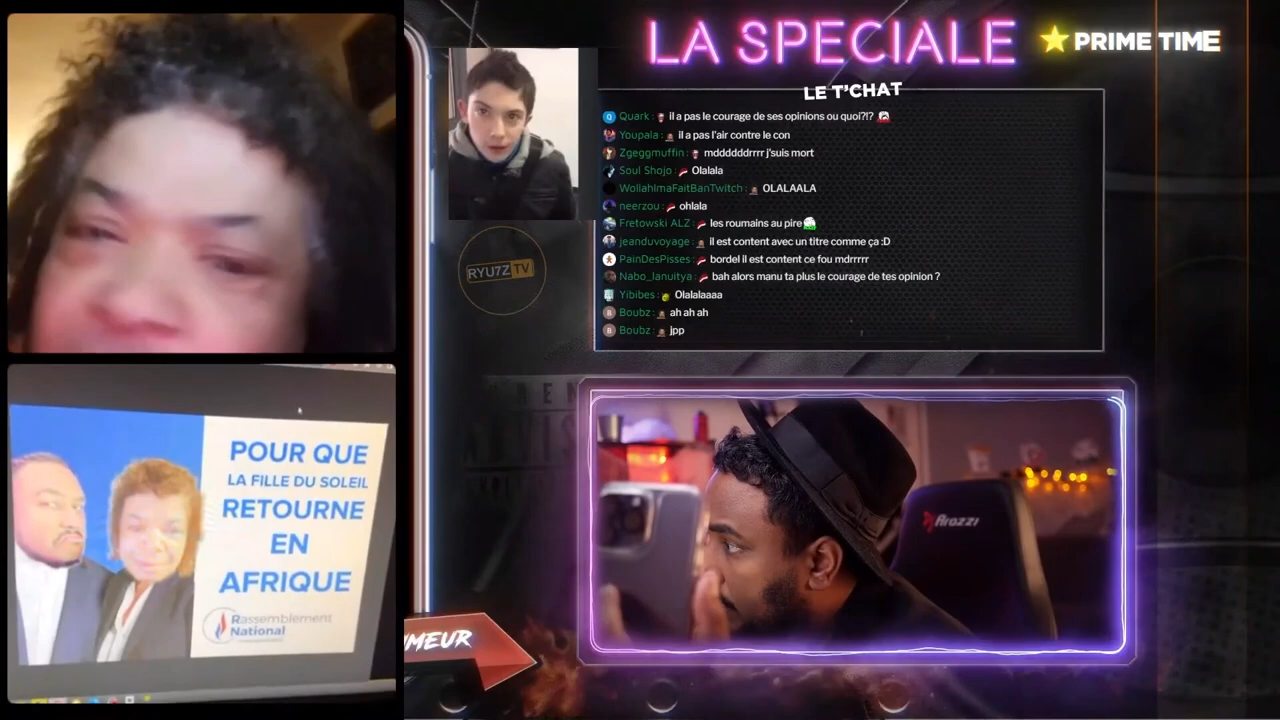 POUR QUE
LA FILLE DU SOLEIL
RETOURNE
EN
AFRIQUE
Rassemblement
National
LA SPECIALE
PRIME TIME
LE T'CHAT
Quark : il a pas le courage de ses opinions ou quoi?!?
Youpala : il a pas l'air contre le con
Zgeggmuffin : mddddddrrrr j'suis mort
Soul Shojo : Olalala
WollahImaFaitBanTwitch : OLALAALA
neerzou : ohlala
Fretowski ALZ : les roumains au pire
jeanduvoyage : il est content avec un titre comme ça :D
PainDesPisses : bordel il est content ce fou mdrrrrr
Nabo_lanuitya : bah alors manu ta plus le courage de tes opinion ?
Yibibes : Olalalaaaa
Boubz : ah ah ah
Boubz : jpp
RYU7Z TV
AROZZI
MEUR